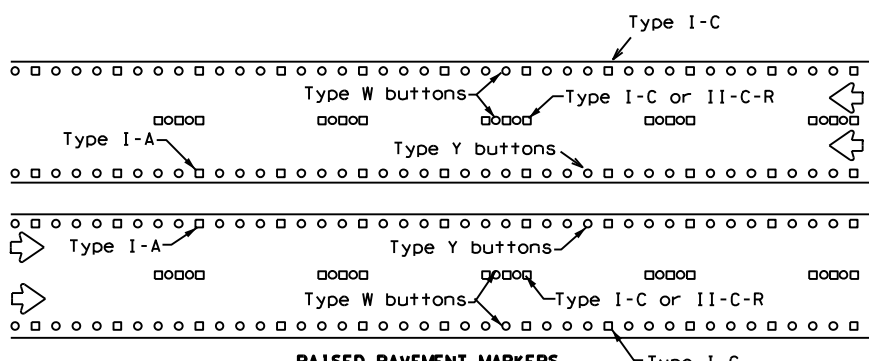 Type I-C
Type W buttons
Type I-C or II-C-R
Type I-A
Type Y buttons
Type I-A
Type Y buttons
Type W buttons
Type I-C or II-C-R
RAISED PAVEMENT MARKERS
Type I-C